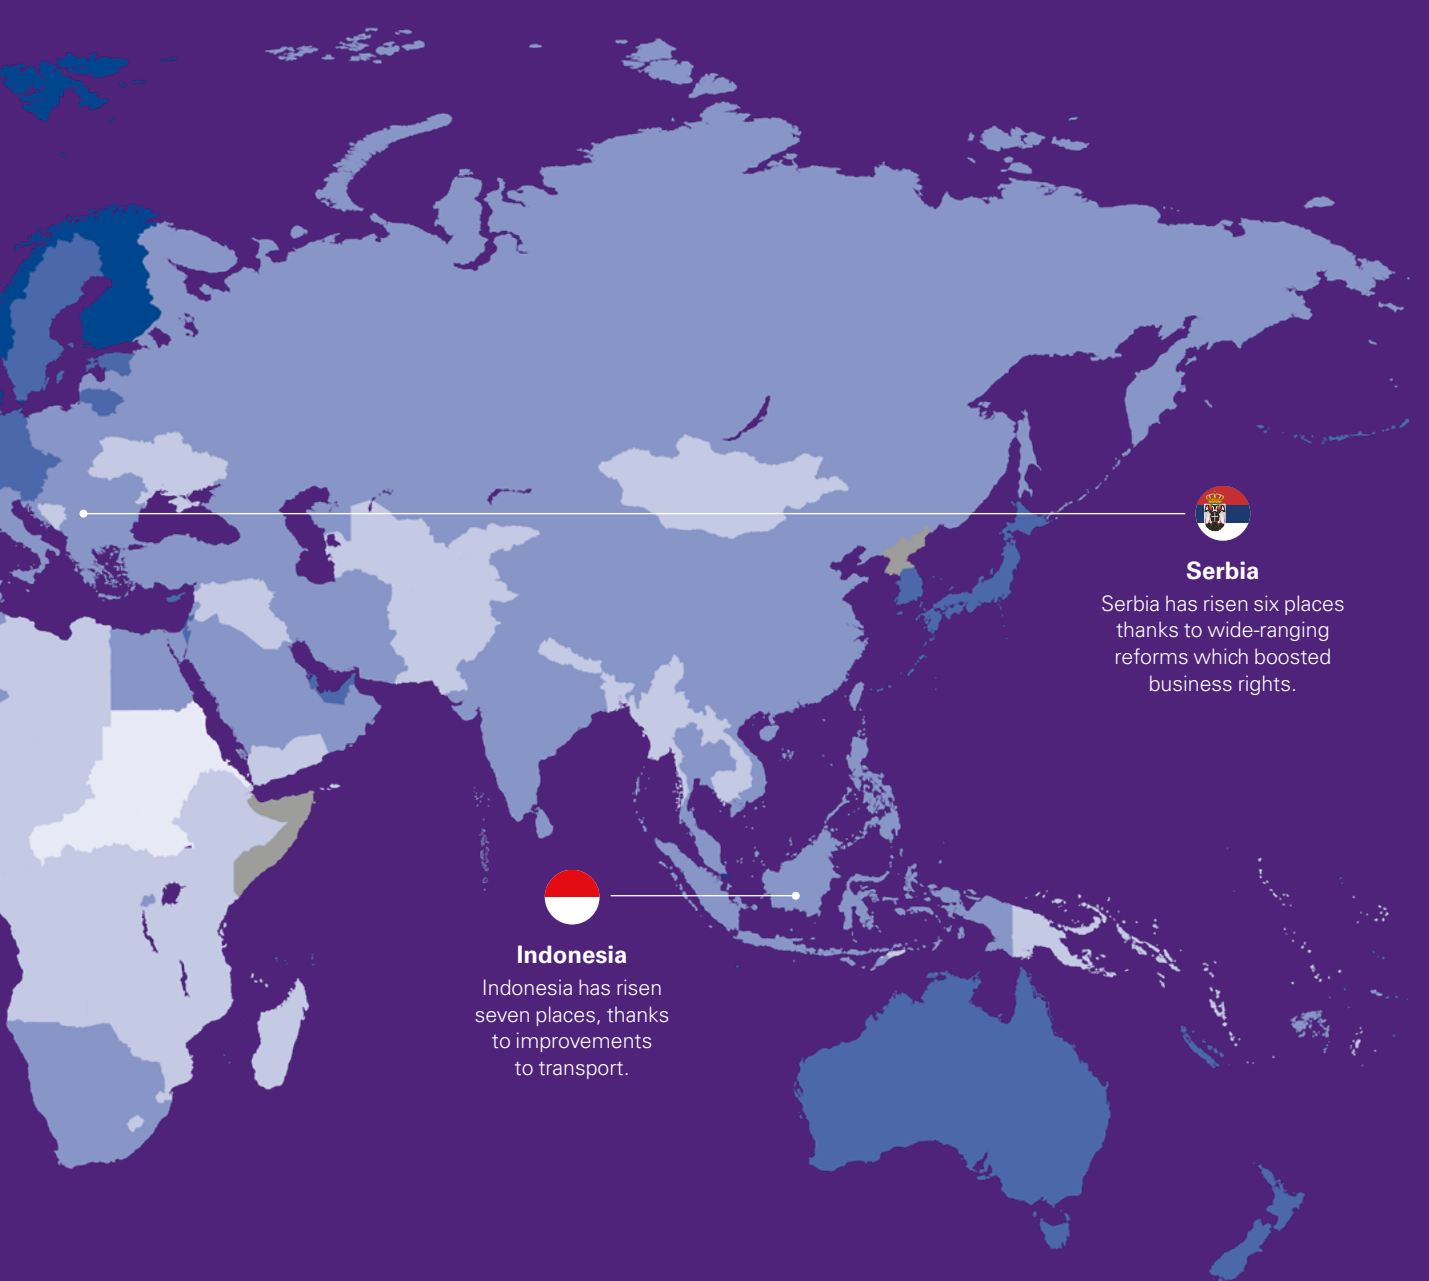 Serbia
Serbia has risen six places
thanks to wide-ranging
reforms which boosted
business rights.
Indonesia
Indonesia has risen
seven places, thanks
to improvements
to transport.